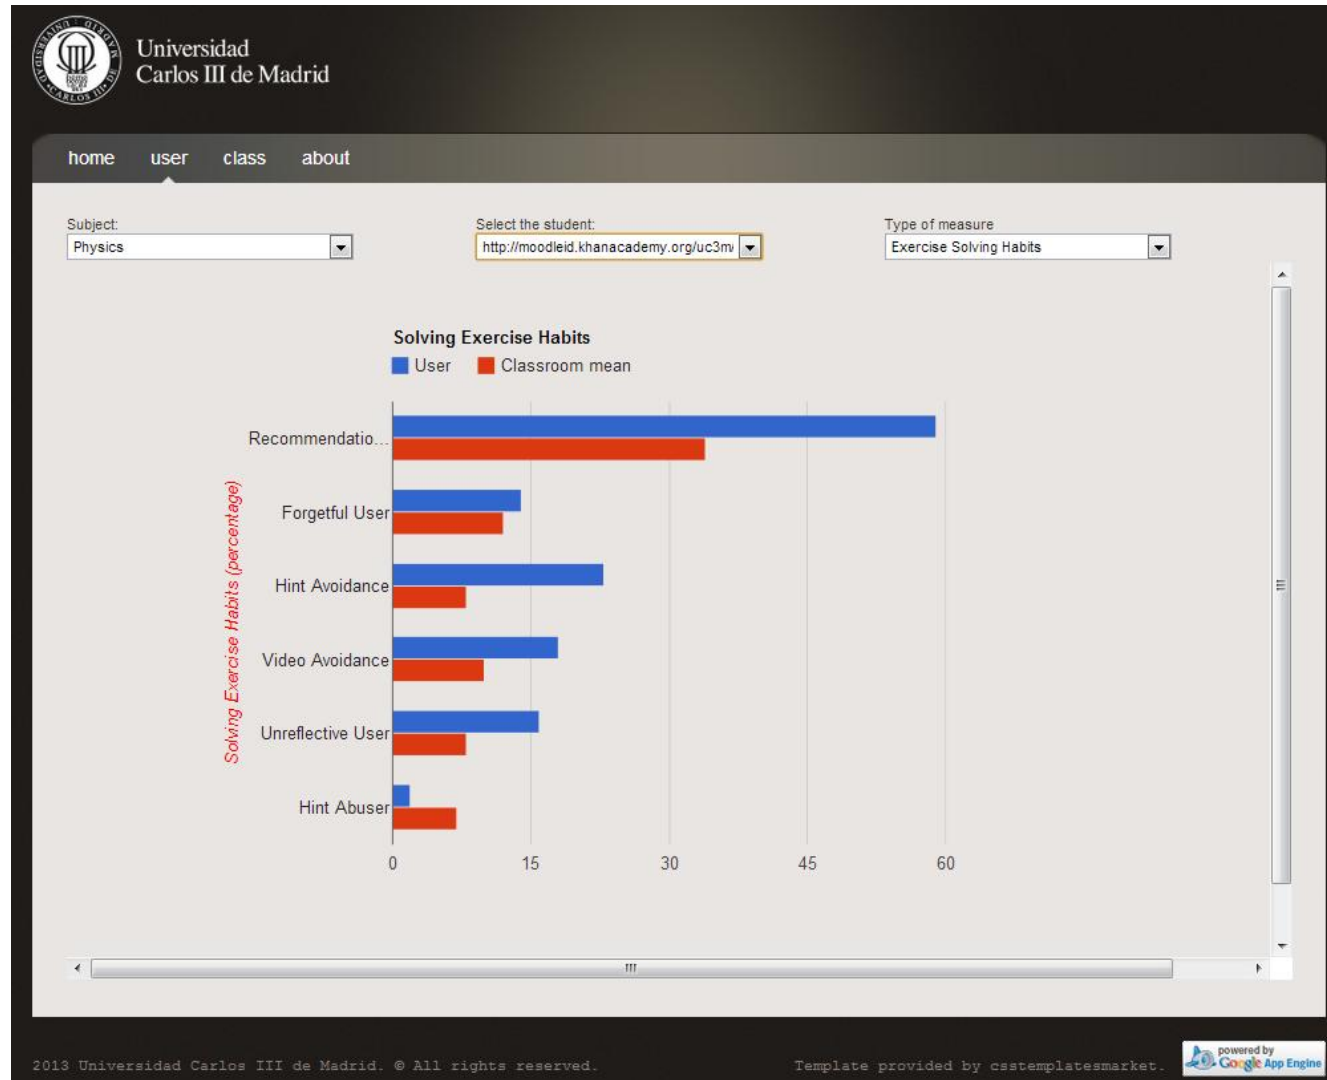 Universidad
Carlos III de Madrid
home user class about
Subject:
Physics
Select the student:
http://moodleid.khanacademy.org/uc3m/
Type of measure
Exercise Solving Habits
Solving Exercise Habits
User Classroom mean
Recommendatio...
Forgetful User
Hint Avoidance
Video Avoidance
Unreflective User
Hint Abuser
Solving Exercise Habits (percentage)
0 15 30 45 60
2013 Universidad Carlos III de Madrid. © All rights reserved.
Template provided by csstemplatesmarket.
powered by
Google App Engine